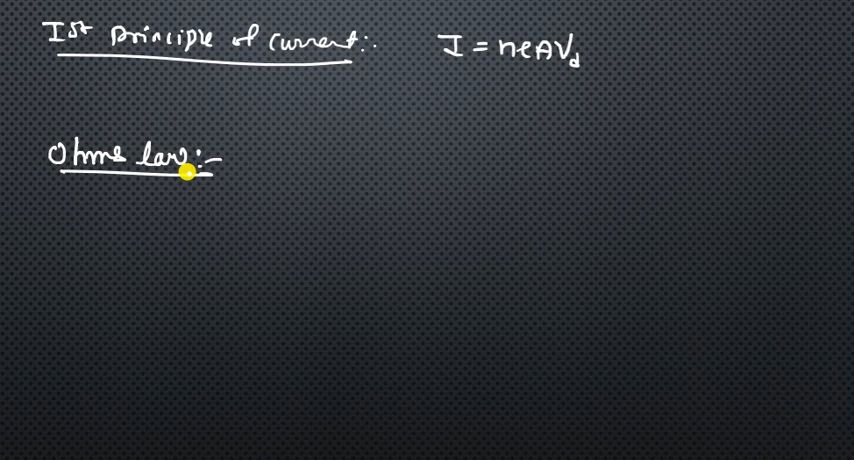 Ist principle of current:. I = neAVd
Ohms law:-